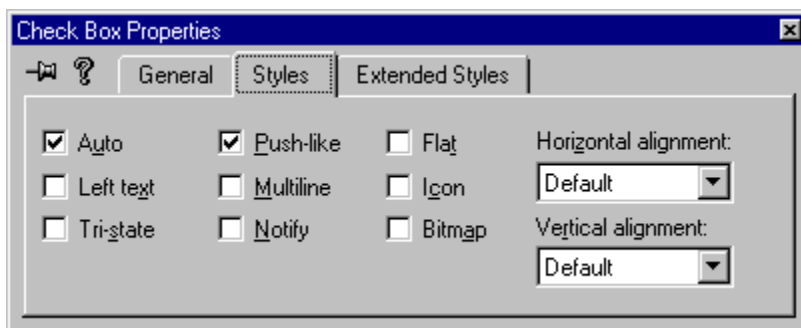 Check Box Properties
General Styles Extended Styles
Auto Push-like Flat Horizontal alignment:
Left text Multiline Icon Default
Tri-state Notify Bitmap Vertical alignment:
Default